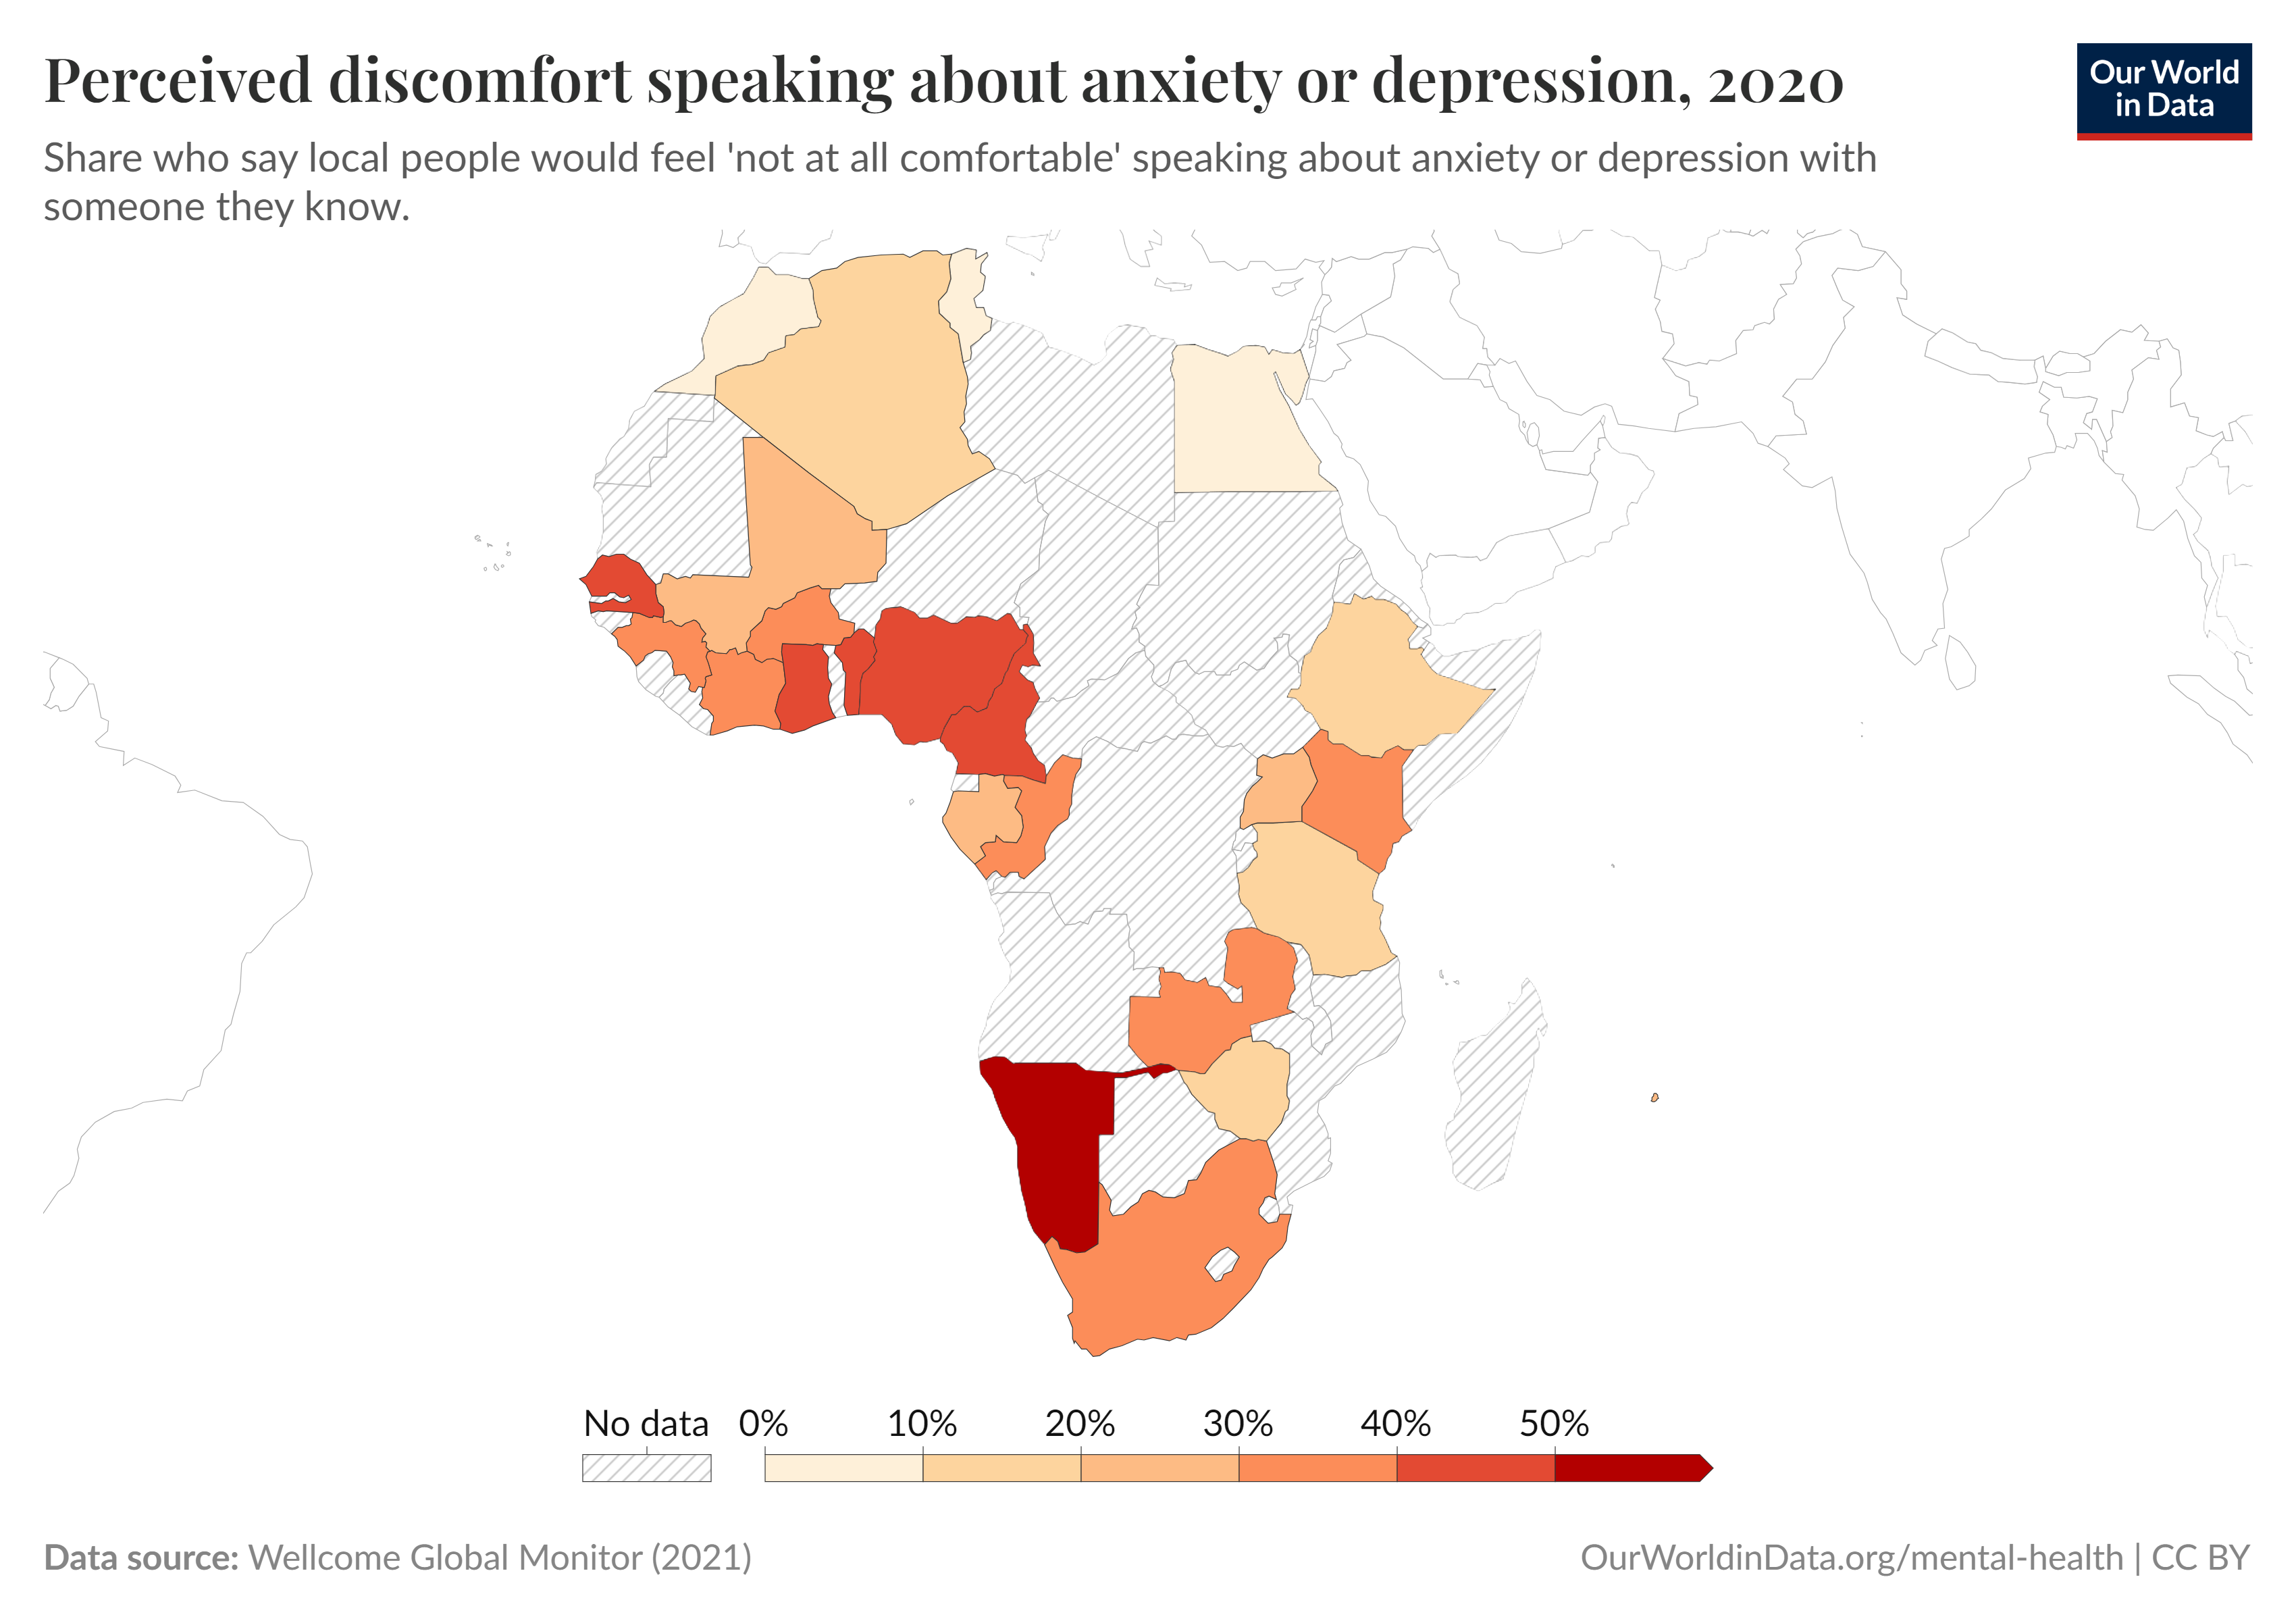 Perceived discomfort speaking about anxiety or depression, 2020
Our World
in Data
Share who say local people would feel 'not at all comfortable' speaking about anxiety or depression with
someone they know.
No data 0% 10% 20% 30% 40% 50%
Data source: Wellcome Global Monitor (2021)
OurWorldinData.org/mental-health | CC BY